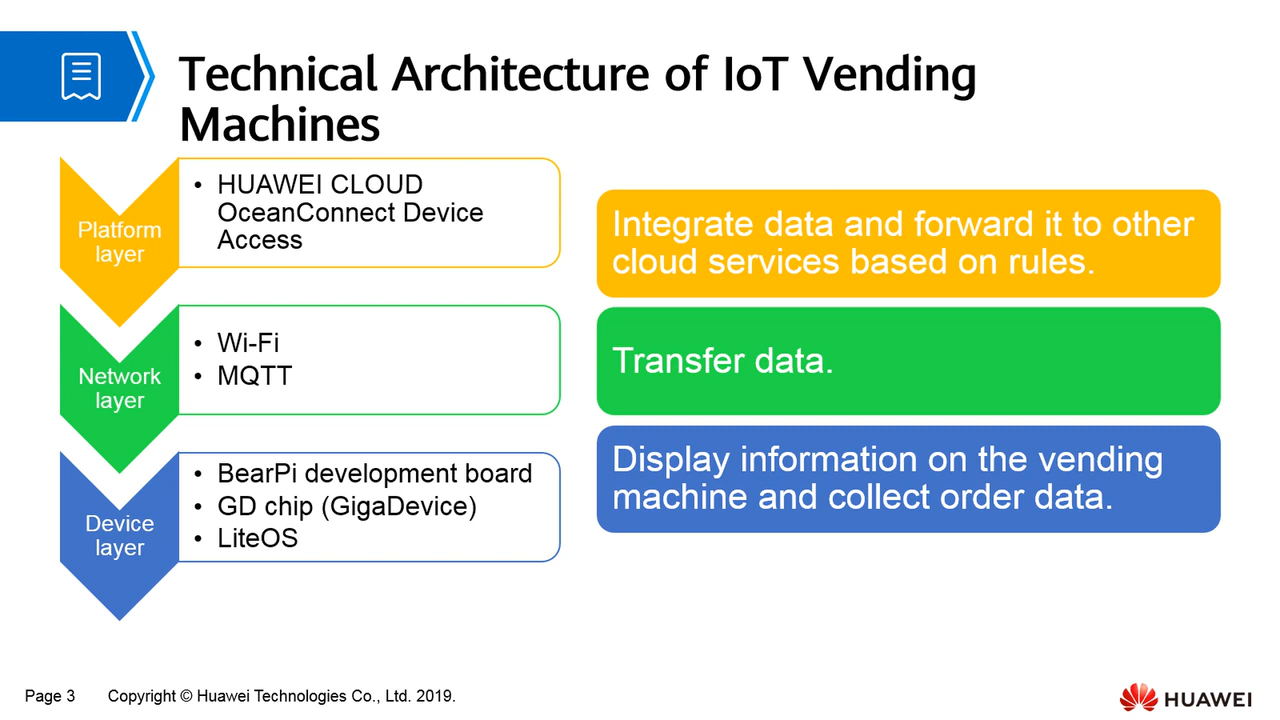 Technical Architecture of IoT Vending
Machines
Platform
layer
• HUAWEI CLOUD
OceanConnect Device
Access
Integrate data and forward it to other
cloud services based on rules.
Network
layer
• Wi-Fi
• MQTT
Transfer data.
Device
layer
• BearPi development board
• GD chip (GigaDevice)
• LiteOS
Display information on the vending
machine and collect order data.
Page 3
Copyright © Huawei Technologies Co., Ltd. 2019.
HUAWEI